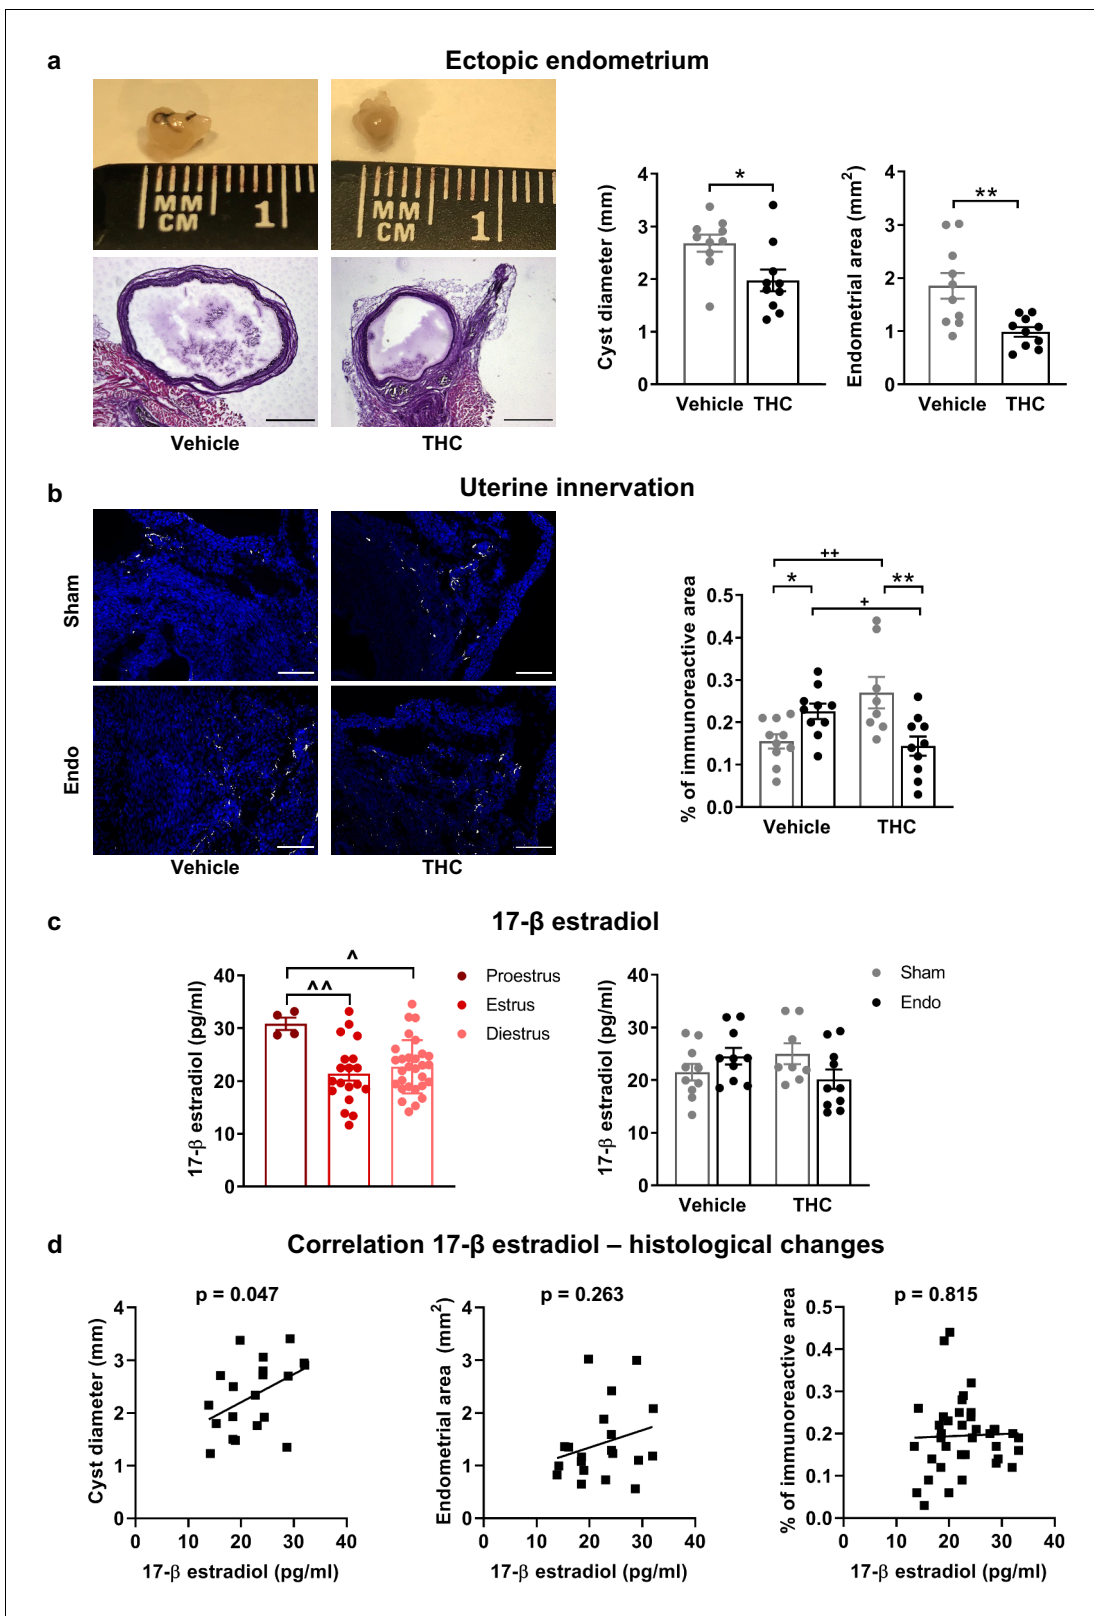 a
Ectopic endometrium
MM
CM 1
MM
CM 1
Vehicle
THC
Cyst diameter (mm)
4
3
2
1
0
*
Vehicle THC
Endometrial area (mm²)
4
3
2
1
0
**
Vehicle THC
b
Uterine innervation
Sham
Endo
Vehicle
THC
% of immunoreactive area
0.5
0.4
0.3
0.2
0.1
0.0
++
* **
+
Vehicle THC
c
17-β estradiol
17-β estradiol (pg/ml)
40
30
20
10
0
^
^^
Proestrus
Estrus
Diestrus
17-β estradiol (pg/ml)
40
30
20
10
0
Vehicle THC
Sham
Endo
d
Correlation 17-β estradiol – histological changes
p = 0.047
Cyst diameter (mm)
4
3
2
1
0
0 10 20 30 40
17-β estradiol (pg/ml)
p = 0.263
Endometrial area (mm²)
4
3
2
1
0
0 10 20 30 40
17-β estradiol (pg/ml)
p = 0.815
% of immunoreactive area
0.5
0.4
0.3
0.2
0.1
0.0
0 10 20 30 40
17-β estradiol (pg/ml)